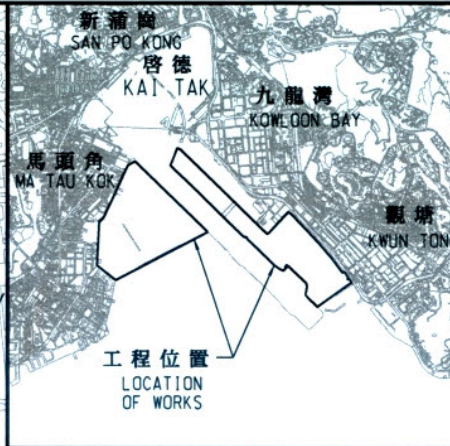 新蒲崗
SAN PO KONG
啓德
KAI TAK
九龍灣
KOWLOON BAY
馬頭角
MA TAU KOK
觀塘
KWUN TONG
工程位置
LOCATION
OF WORKS